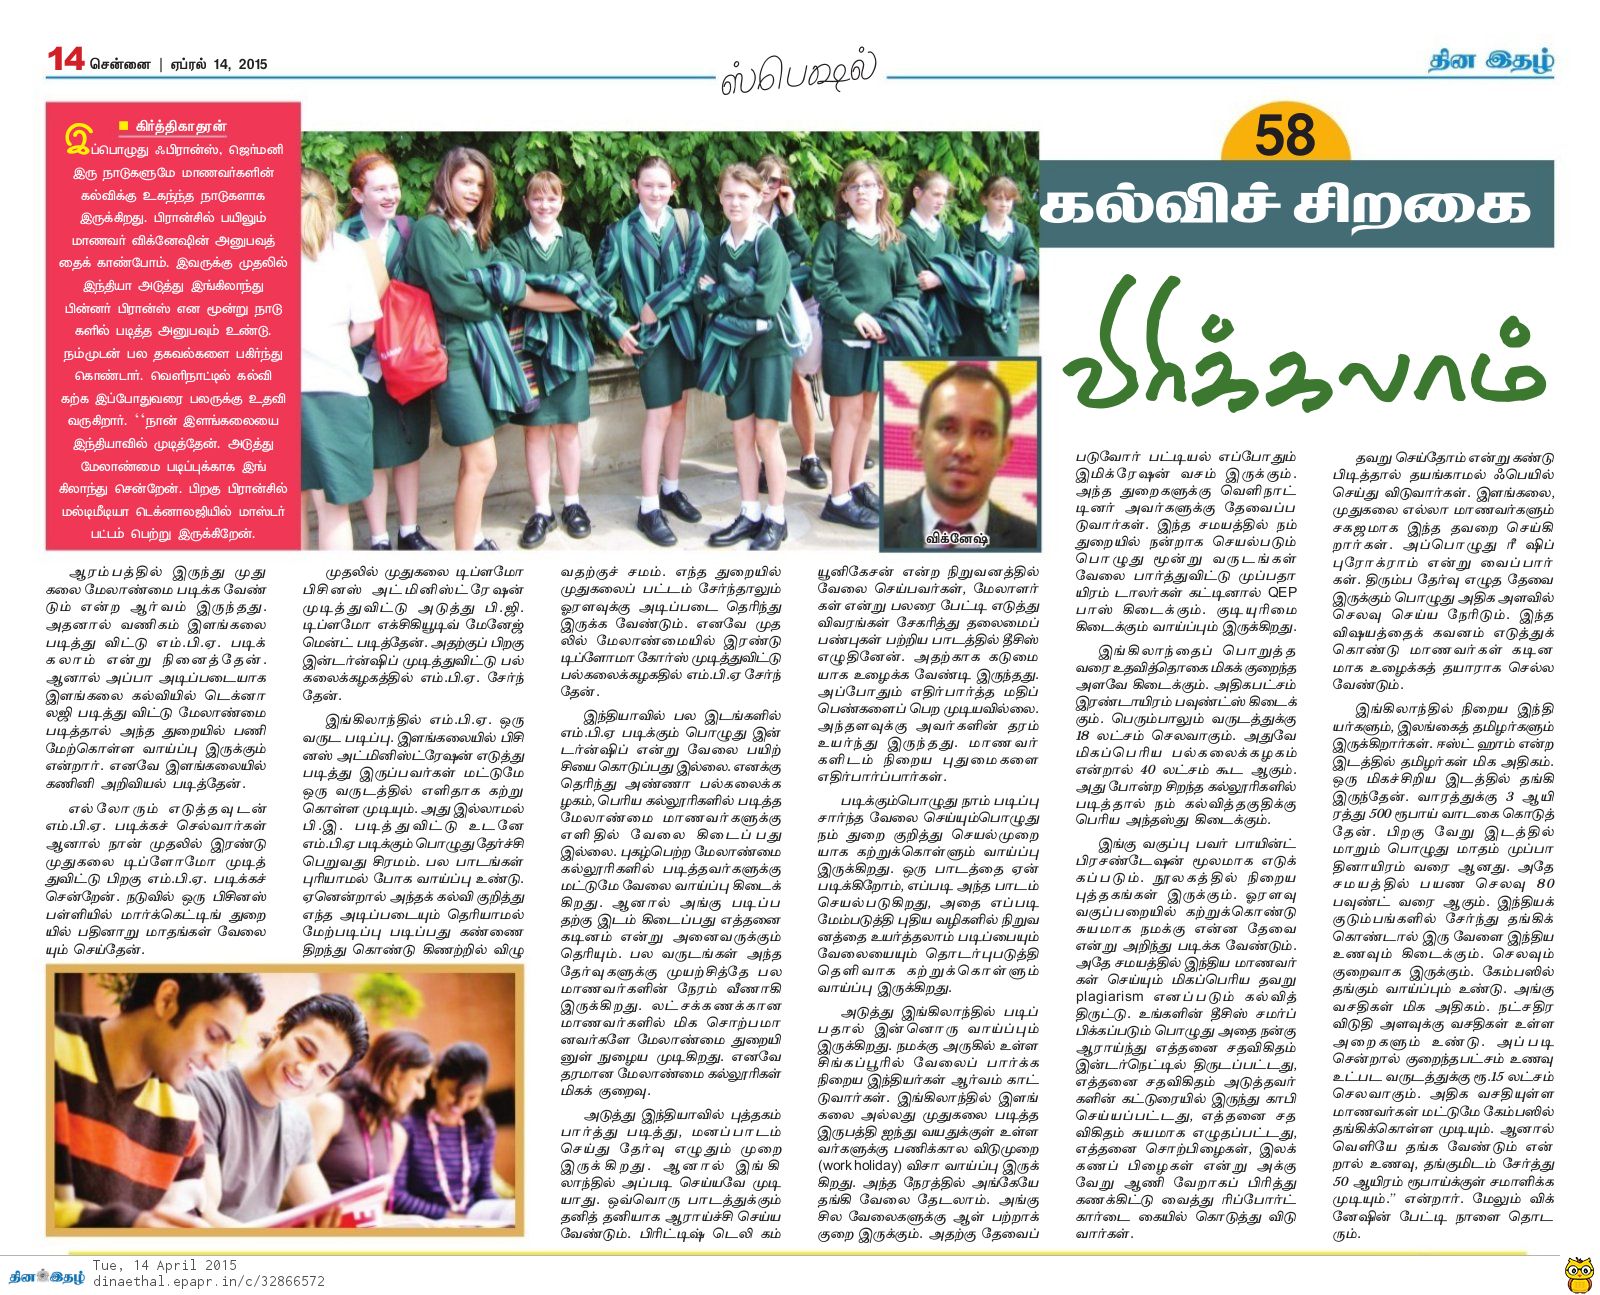 14 சென்னை | ஏப்ரல் 14, 2015
ஸ்பெஷல்
தின இதழ்
58
கல்விச் சிறகை
விரிக்கலாம்
■ கிர்த்திகாதரன்
இப்பொழுது ஃபிரான்ஸ், ஜெர்மனி
இரு நாடுகளுமே மாணவர்களின்
கல்விக்கு உகந்ந்த நாடுகளாக
இருக்கிறது. பிரான்சில் பயிலும்
மாணவர் விக்னேஷின் அனுபவத்
தைக் காண்போம். இவருக்கு முதலில்
இந்தியா அடுத்து இங்கிலாந்து
பின்னர் பிரான்ஸ் என மூன்று நாடு
களில் படித்த அனுபவும் உண்டு.
நம்முடன் பல தகவல்களை பகிர்ந்து
கொண்டார். வெளிநாட்டில் கல்வி
கற்க இப்போதுவரை பலருக்கு உதவி
வருகிறார். ‘‘நான் இளங்கலையை
இந்தியாவில் முடித்தேன். அடுத்து
மேலாண்மை படிப்புக்காக இங்
கிலாந்து சென்றேன். பிறகு பிரான்சில்
மல்டிமீடியா டெக்னாலஜியில் மாஸ்டர்
பட்டம் பெற்று இருக்கிறேன்.
விக்னேஷ்
ஆரம்பத்தில் இருந்து முது
கலை மேலாண்மை படிக்க வேண்
டும் என்ற ஆர்வம் இருந்தது.
அதனால் வணிகம் இளங்கலை
படித்து விட்டு எம்.பி.ஏ. படிக்
கலாம் என்று நினைத்தேன்.
ஆனால் அப்பா அடிப்படையாக
இளங்கலை கல்வியில் டெக்னா
லஜி படித்து விட்டு மேலாண்மை
படித்தால் அந்த துறையில் பணி
மேற்கொள்ள வாய்ப்பு இருக்கும்
என்றார். எனவே இளங்கலையில்
கணினி அறிவியல் படித்தேன்.
எல்லோரும் எடுத்தவுடன்
எம்.பி.ஏ. படிக்கச் செல்வார்கள்
ஆனால் நான் முதலில் இரண்டு
முதுகலை டிப்ளோமோ முடித்
துவிட்டு பிறகு எம்.பி.ஏ. படிக்கச்
சென்றேன். நடுவில் ஒரு பிசினஸ்
பள்ளியில் மார்க்கெட்டிங் துறை
யில் பதினாறு மாதங்கள் வேலை
யும் செய்தேன்.
முதலில் முதுகலை டிப்ளமோ
பிசினஸ் அட்மினிஸ்ட்ரேஷன்
முடித்துவிட்டு அடுத்து பி.ஜி.
டிப்ளமோ எக்சிகியூடிவ் மேனேஜ்
மென்ட் படித்தேன். அதற்குப் பிறகு
இன்டர்ன்ஷிப் முடித்துவிட்டு பல்
கலைக்கழகத்தில் எம்.பி.ஏ. சேர்ந்
தேன்.
இங்கிலாந்தில் எம்.பி.ஏ. ஒரு
வருட படிப்பு. இளங்கலையில் பிசி
னஸ் அட்மினிஸ்ட்ரேஷன் எடுத்து
படித்து இருப்பவர்கள் மட்டுமே
ஒரு வருடத்தில் எளிதாக கற்று
கொள்ள முடியும். அது இல்லாமல்
பி.இ. படித்துவிட்டு உடனே
எம்.பி.ஏ படிக்கும் பொழுது தேர்ச்சி
பெறுவது சிரமம். பல பாடங்கள்
புரியாமல் போக வாய்ப்பு உண்டு.
ஏனென்றால் அந்தக் கல்வி குறித்து
எந்த அடிப்படையும் தெரியாமல்
மேற்படிப்பு படிப்பது கண்ணை
திறந்து கொண்டு கிணற்றில் விழு
வதற்குச் சமம். எந்த துறையில்
முதுகலைப் பட்டம் சேர்ந்தாலும்
ஓரளவுக்கு அடிப்படை தெரிந்து
இருக்க வேண்டும். எனவே முத
லில் மேலாண்மையில் இரண்டு
டிப்ளோமா கோர்ஸ் முடித்துவிட்டு
பல்கலைக்கழகதில் எம்.பி.ஏ சேர்ந்
தேன்.
இந்தியாவில் பல இடங்களில்
எம்.பி.ஏ படிக்கும் பொழுது இன்
டர்ன்ஷிப் என்று வேலை பயிற்
சியை கொடுப்பது இல்லை. எனக்கு
தெரிந்து அண்ணா பல்கலைக்க
ழகம், பெரிய கல்லூரிகளில் படித்த
மேலாண்மை மாணவர்களுக்கு
எளிதில் வேலை கிடைப்பது
இல்லை. புகழ்பெற்ற மேலாண்மை
கல்லூரிகளில் படித்தவர்களுக்கு
மட்டுமே வேலை வாய்ப்பு கிடைக்
கிறது. ஆனால் அங்கு படிப்ப
தற்கு இடம் கிடைப்பது எத்தனை
கடினம் என்று அனைவருக்கும்
தெரியும். பல வருடங்கள் அந்த
தேர்வுகளுக்கு முயற்சித்தே பல
மாணவர்களின் நேரம் வீணாகி
இருக்கிறது. லட்சக்கணக்கான
மாணவர்களில் மிக சொற்பமா
னவர்களே மேலாண்மை துறையி
னுள் நுழைய முடிகிறது. எனவே
தரமான மேலாண்மை கல்லூரிகள்
மிகக் குறைவு.
அடுத்து இந்தியாவில் புத்தகம்
பார்த்து படித்து, மனப்பாடம்
செய்து தேர்வு எழுதும் முறை
இருக்கிறது. ஆனால் இங்கி
லாந்தில் அப்படி செய்யவே முடி
யாது. ஒவ்வொரு பாடத்துக்கும்
தனித் தனியாக ஆராய்ச்சி செய்ய
வேண்டும். பிரிட்டிஷ் டெலி கம்
யூனிகேசன் என்ற நிறுவனத்தில்
வேலை செய்பவர்கள், மேலாளர்
கள் என்று பலரை பேட்டி எடுத்து
விவரங்கள் சேகரித்து தலைமைப்
பண்புகள் பற்றிய பாடத்தில் தீசிஸ்
எழுதினேன். அதற்காக கடுமை
யாக உழைக்க வேண்டி இருந்தது.
அப்போதும் எதிர்பார்த்த மதிப்
பெண்களைப் பெற முடியவில்லை.
அந்தளவுக்கு அவர்களின் தரம்
உயர்ந்து இருந்தது. மாணவர்
களிடம் நிறைய புதுமைகளை
எதிர்பார்ப்பார்கள்.
படிக்கும்பொழுது நாம் படிப்பு
சார்ந்த வேலை செய்யும்பொழுது
நம் துறை குறித்து செயல்முறை
யாக கற்றுக்கொள்ளும் வாய்ப்பு
இருக்கிறது. ஒரு பாடத்தை ஏன்
படிக்கிறோம், எப்படி அந்த பாடம்
செயல்படுகிறது, அதை எப்படி
மேம்படுத்தி புதிய வழிகளில் நிறுவ
னத்தை உயர்த்தலாம் படிப்பையும்
வேலையையும் தொடர்புபடுத்தி
தெளிவாக கற்றுக்கொள்ளும்
வாய்ப்பு இருக்கிறது.
அடுத்து இங்கிலாந்தில் படிப்
பதால் இன்னொரு வாய்ப்பும்
இருக்கிறது. நமக்கு அருகில் உள்ள
சிங்கப்பூரில் வேலைப் பார்க்க
நிறைய இந்தியர்கள் ஆர்வம் காட்
டுவார்கள். இங்கிலாந்தில் இளங்
கலை அல்லது முதுகலை படித்த
இருபத்தி ஐந்து வயதுக்குள் உள்ள
வர்களுக்கு பணிக்கால விடுமுறை
(work holiday) விசா வாய்ப்பு இருக்
கிறது. அந்த நேரத்தில் அங்கேயே
தங்கி வேலை தேடலாம். அங்கு
சில வேலைகளுக்கு ஆள் பற்றாக்
குறை இருக்கும். அதற்கு தேவைப்
படுவோர் பட்டியல் எப்போதும்
இமிக்ரேஷன் வசம் இருக்கும்.
அந்த துறைகளுக்கு வெளிநாட்
டினர் அவர்களுக்கு தேவைப்ப
டுவார்கள். இந்த சமயத்தில் நம்
துறையில் நன்றாக செயல்படும்
பொழுது மூன்று வருடங்கள்
வேலை பார்த்துவிட்டு முப்பதா
யிரம் டாலர்கள் கட்டினால் QEP
பாஸ் கிடைக்கும். குடியுரிமை
கிடைக்கும் வாய்ப்பும் இருக்கிறது.
இங்கிலாந்தைப் பொறுத்த
வரை உதவித்தொகை மிகக் குறைந்த
அளவே கிடைக்கும். அதிகபட்சம்
இரண்டாயிரம் பவுண்ட்ஸ் கிடைக்
கும். பெரும்பாலும் வருடத்துக்கு
18 லட்சம் செலவாகும். அதுவே
மிகப்பெரிய பல்கலைக்கழகம்
என்றால் 40 லட்சம் கூட ஆகும்.
அது போன்ற சிறந்த கல்லூரிகளில்
படித்தால் நம் கல்வித்தகுதிக்கு
பெரிய அந்தஸ்து கிடைக்கும்.
இங்கு வகுப்பு பவர் பாயின்ட்
பிரசண்டேஷன் மூலமாக எடுக்
கப்படும். நூலகத்தில் நிறைய
புத்தகங்கள் இருக்கும். ஓரளவு
வகுப்பறையில் கற்றுக்கொண்டு
சுயமாக நமக்கு என்ன தேவை
என்று அறிந்து படிக்க வேண்டும்.
அதே சமயத்தில் இந்திய மாணவர்
கள் செய்யும் மிகப்பெரிய தவறு
plagiarism எனப்படும் கல்வித்
திருட்டு. உங்களின் தீசிஸ் சமர்ப்
பிக்கப்படும் பொழுது அதை நன்கு
ஆராய்ந்து எத்தனை சதவிகிதம்
இன்டர்நெட்டில் திருடப்பட்டது,
எத்தனை சதவிகிதம் அடுத்தவர்
களின் கட்டுரையில் இருந்து காபி
செய்யப்பட்டது, எத்தனை சத
விகிதம் சுயமாக எழுதப்பட்டது,
எத்தனை சொற்பிழைகள், இலக்
கணப் பிழைகள் என்று அக்கு
வேறு ஆணி வேறாகப் பிரித்து
கணக்கிட்டு வைத்து ரிப்போர்ட்
கார்டை கையில் கொடுத்து விடு
வார்கள்.
தவறு செய்தோம் என்று கண்டு
பிடித்தால் தயங்காமல் ஃபெயில்
செய்து விடுவார்கள். இளங்கலை,
முதுகலை எல்லா மாணவர்களும்
சகஜமாக இந்த தவறை செய்கி
றார்கள். அப்பொழுது ரீ ஷிப்
புரோக்ராம் என்று வைப்பார்
கள். திரும்ப தேர்வு எழுத தேவை
இருக்கும் பொழுது அதிக அளவில்
செலவு செய்ய நேரிடும். இந்த
விஷயத்தைக் கவனம் எடுத்துக்
கொண்டு மாணவர்கள் கடின
மாக உழைக்கத் தயாராக செல்ல
வேண்டும்.
இங்கிலாந்தில் நிறைய இந்தி
யர்களும், இலங்கைத் தமிழர்களும்
இருக்கிறார்கள். ஈஸ்ட் ஹாம் என்ற
இடத்தில் தமிழர்கள் மிக அதிகம்.
ஒரு மிகச்சிறிய இடத்தில் தங்கி
இருந்தேன். வாரத்துக்கு 3 ஆயி
ரத்து 500 ரூபாய் வாடகை கொடுத்
தேன். பிறகு வேறு இடத்தில்
மாறும் பொழுது மாதம் முப்பா
தினாயிரம் வரை ஆனது. அதே
சமயத்தில் பயண செலவு 80
பவுண்ட் வரை ஆகும். இந்தியக்
குடும்பங்களில் சேர்ந்து தங்கிக்
கொண்டால் இரு வேளை இந்திய
உணவும் கிடைக்கும். செலவும்
குறைவாக இருக்கும். கேம்பஸில்
தங்கும் வாய்ப்பும் உண்டு. அங்கு
வசதிகள் மிக அதிகம். நட்சதிர
விடுதி அளவுக்கு வசதிகள் உள்ள
அறைகளும் உண்டு. அப்படி
சென்றால் குறைந்தபட்சம் உணவு
உட்பட வருடத்துக்கு ரூ.15 லட்சம்
செலவாகும். அதிக வசதியுள்ள
மாணவர்கள் மட்டுமே கேம்பஸில்
தங்கிக்கொள்ள முடியும். ஆனால்
வெளியே தங்க வேண்டும் என்
றால் உணவு, தங்குமிடம் சேர்த்து
50 ஆயிரம் ரூபாய்க்குள் சமாளிக்க
முடியும்.’’ என்றார். மேலும் விக்
னேஷின் பேட்டி நாளை தொட
ரும்.
தின இதழ்
Tue, 14 April 2015
dinaethal.epapr.in/c/32866572